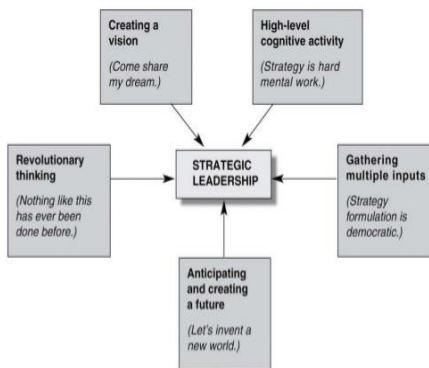 Creating a
vision
(Come share
my dream.)
High-level
cognitive activity
(Strategy is hard
mental work.)
Revolutionary
thinking
(Nothing like this
has ever been
done before.)
STRATEGIC
LEADERSHIP
Gathering
multiple inputs
(Strategy
formulation is
democratic.)
Anticipating
and creating
a future
(Let's invent a
new world.)